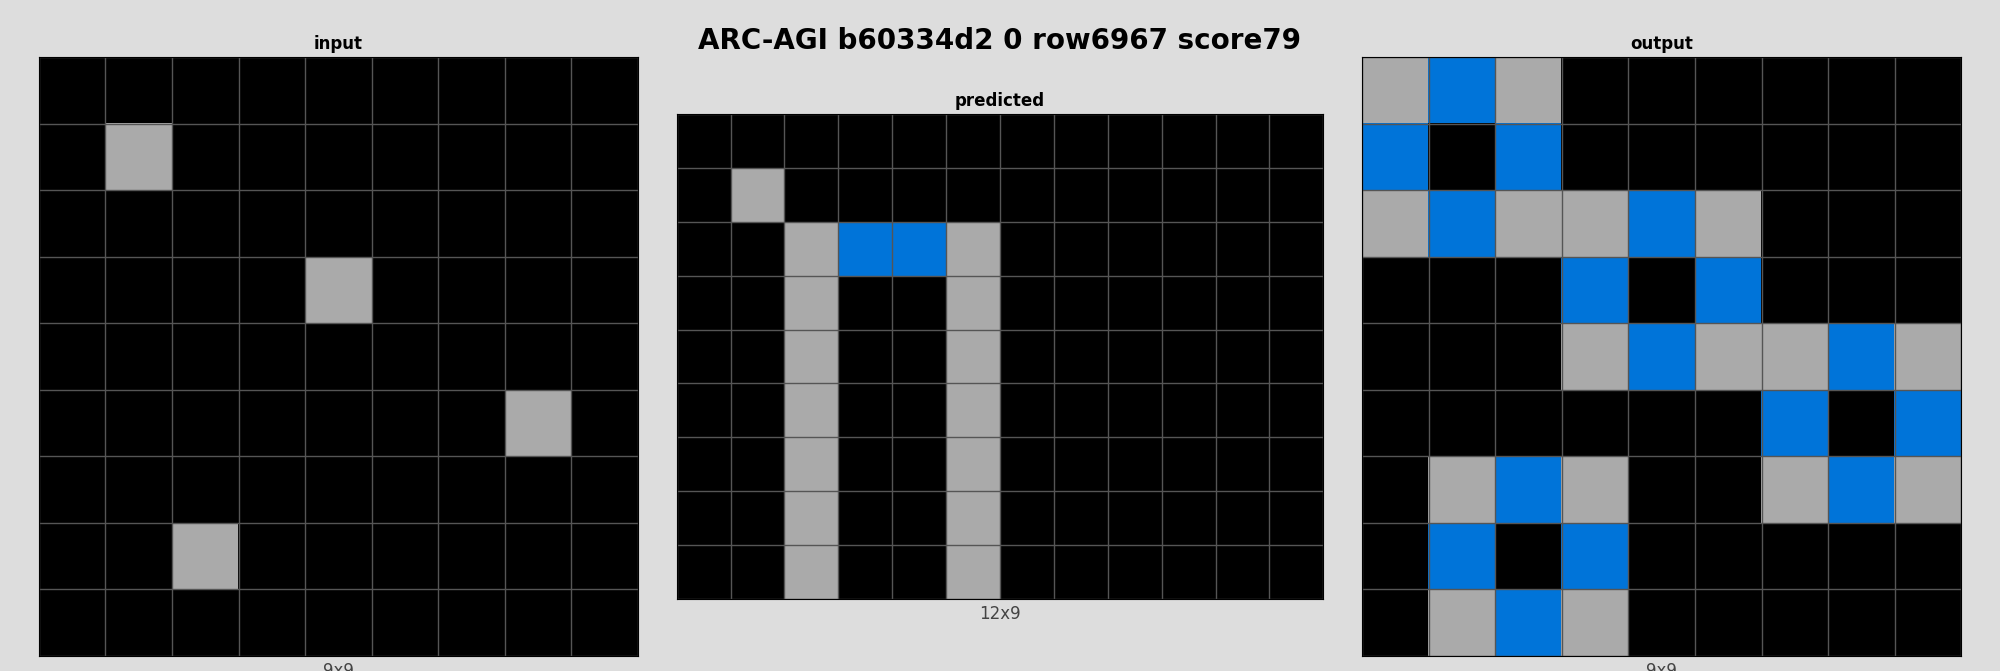 ARC-AGI b60334d2 0 row6967 score79
input
predicted
output
12x9
9x9
9x9